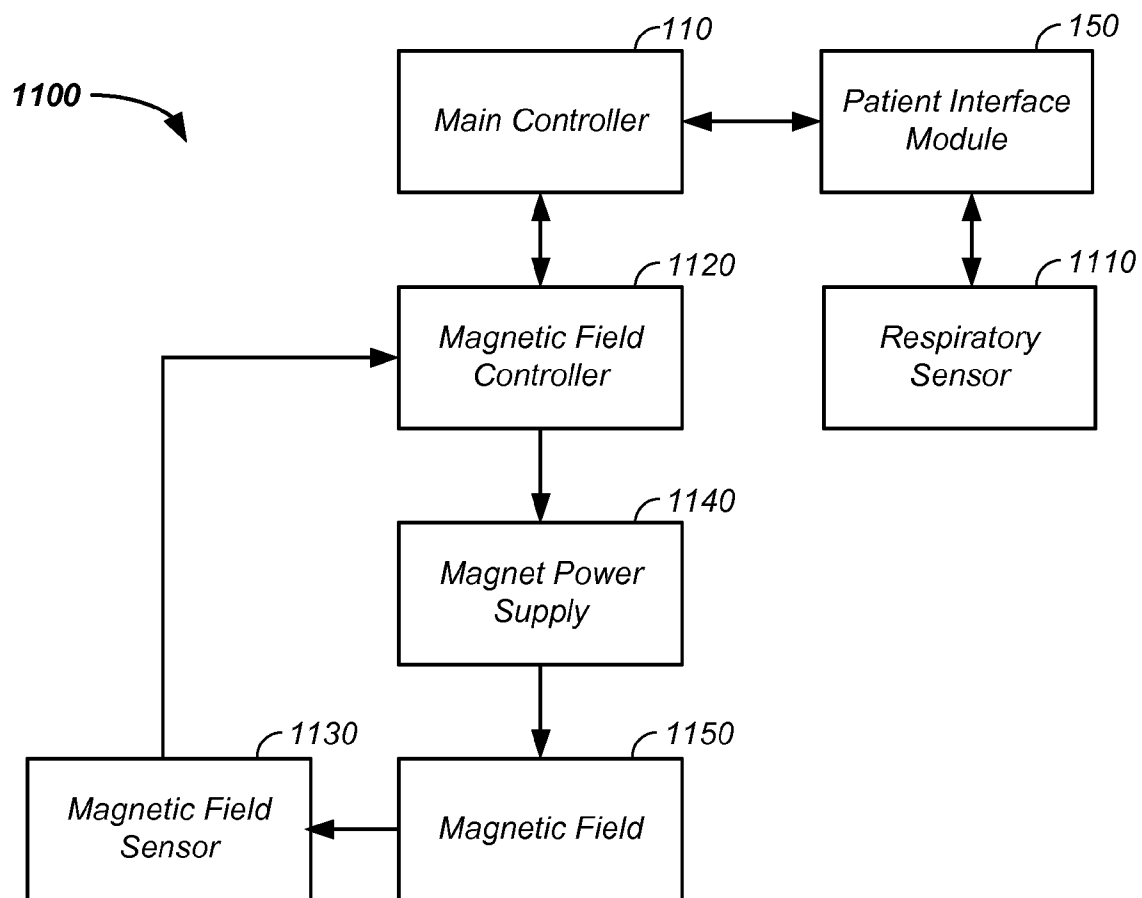 110
150
1100
Main Controller
Patient Interface
Module
1120
1110
Magnetic Field
Controller
Respiratory
Sensor
1140
Magnet Power
Supply
1130
1150
Magnetic Field
Sensor
Magnetic Field